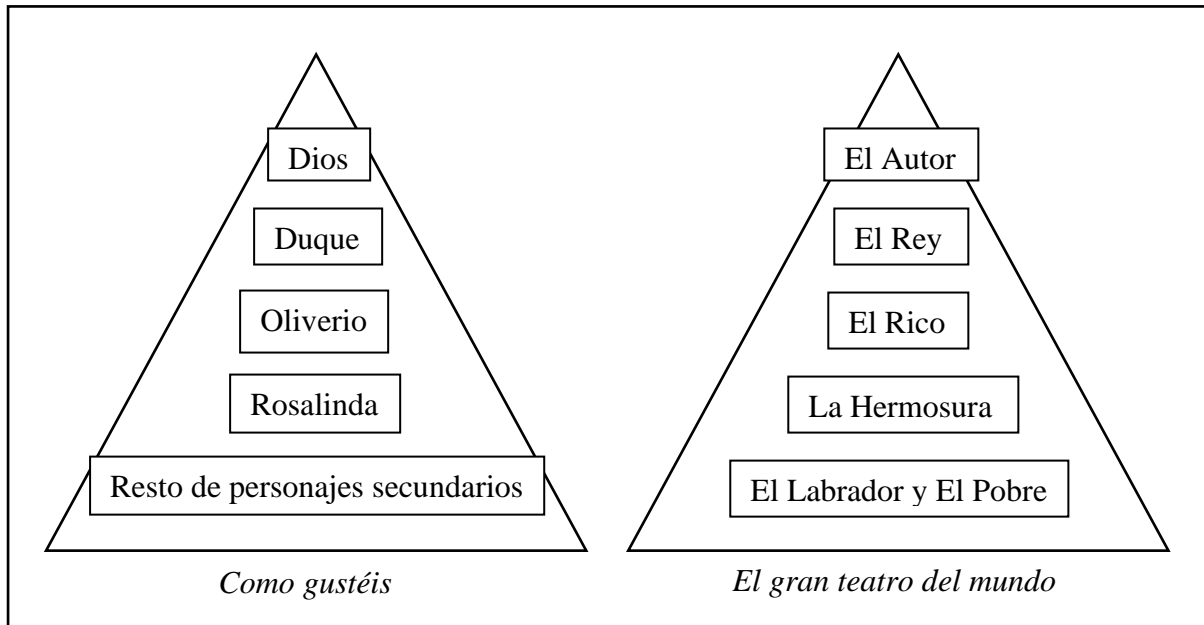 Dios
Duque
Oliverio
Rosalinda
Resto de personajes secundarios
Como gustéis
El Autor
El Rey
El Rico
La Hermosura
El Labrador y El Pobre
El gran teatro del mundo